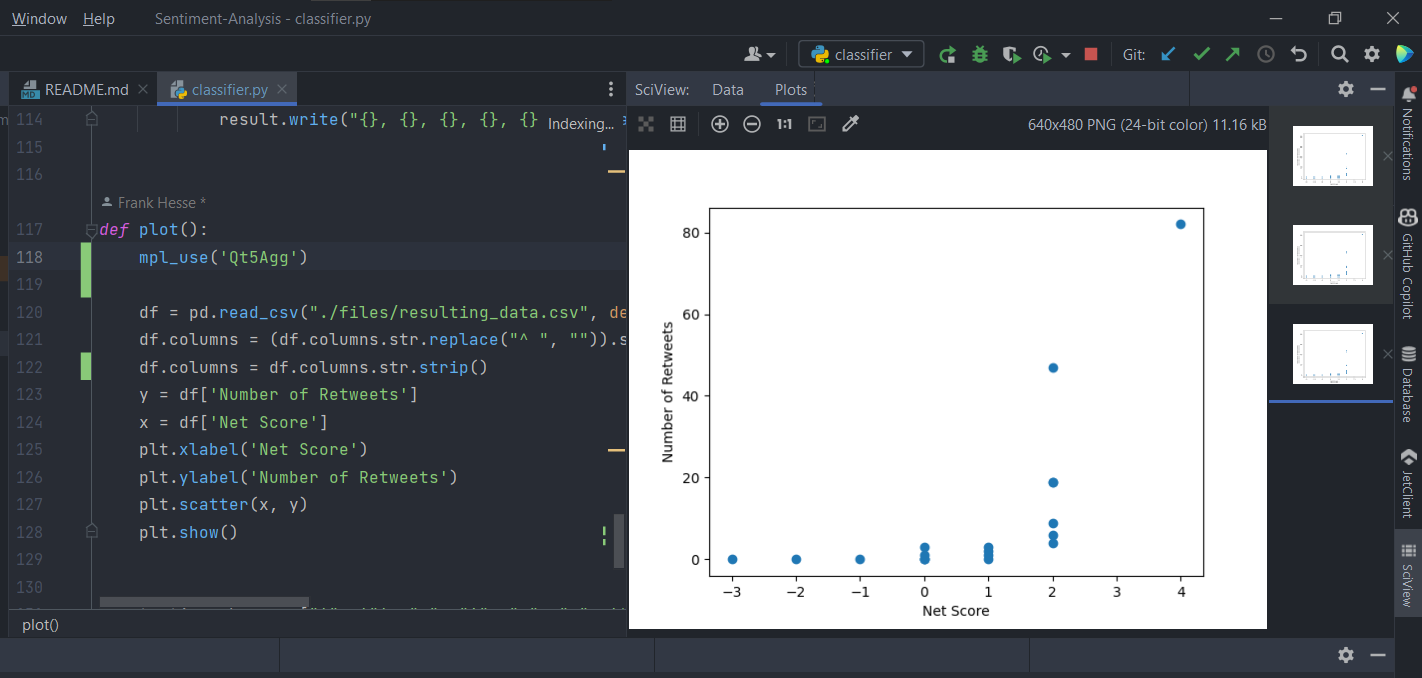 Window Help Sentiment-Analysis - classifier.py
classifier Git:
README.md classifier.py SciView: Data Plots
114 result.write("{}, {}, {}, {}, {} Indexing...
1:1 640x480 PNG (24-bit color) 11.16 kB
115
116
Frank Hesse *
117 def plot():
118 mpl_use('Qt5Agg')
119
120 df = pd.read_csv("./files/resulting_data.csv", de
121 df.columns = (df.columns.str.replace("^ ", "")).s
122 df.columns = df.columns.str.strip()
123 y = df['Number of Retweets']
124 x = df['Net Score']
125 plt.xlabel('Net Score')
126 plt.ylabel('Number of Retweets')
127 plt.scatter(x, y)
128 plt.show()
129
130
plot()
Number of Retweets
80
60
40
20
0
−3 −2 −1 0 1 2 3 4
Net Score
Notifications
GitHub Copilot
Database
JetClient
SciView